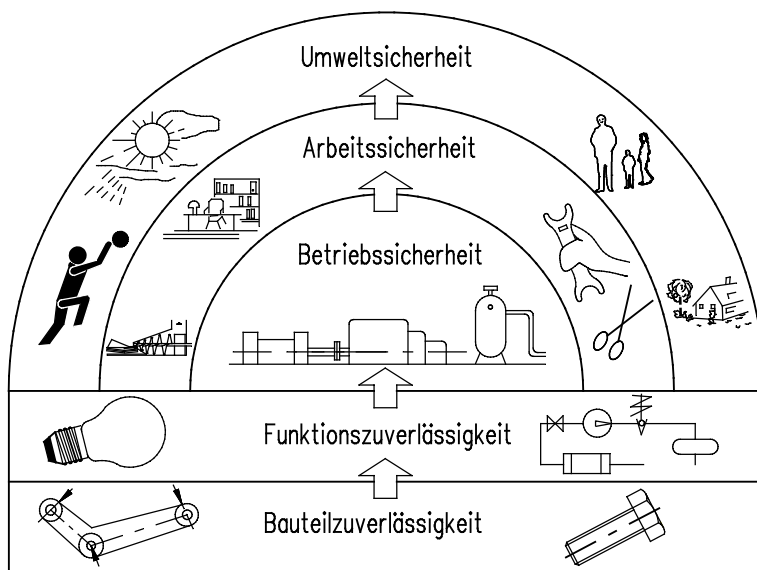 Umweltsicherheit
Arbeitssicherheit
Betriebssicherheit
Funktionszuverlässigkeit
Bauteilzuverlässigkeit